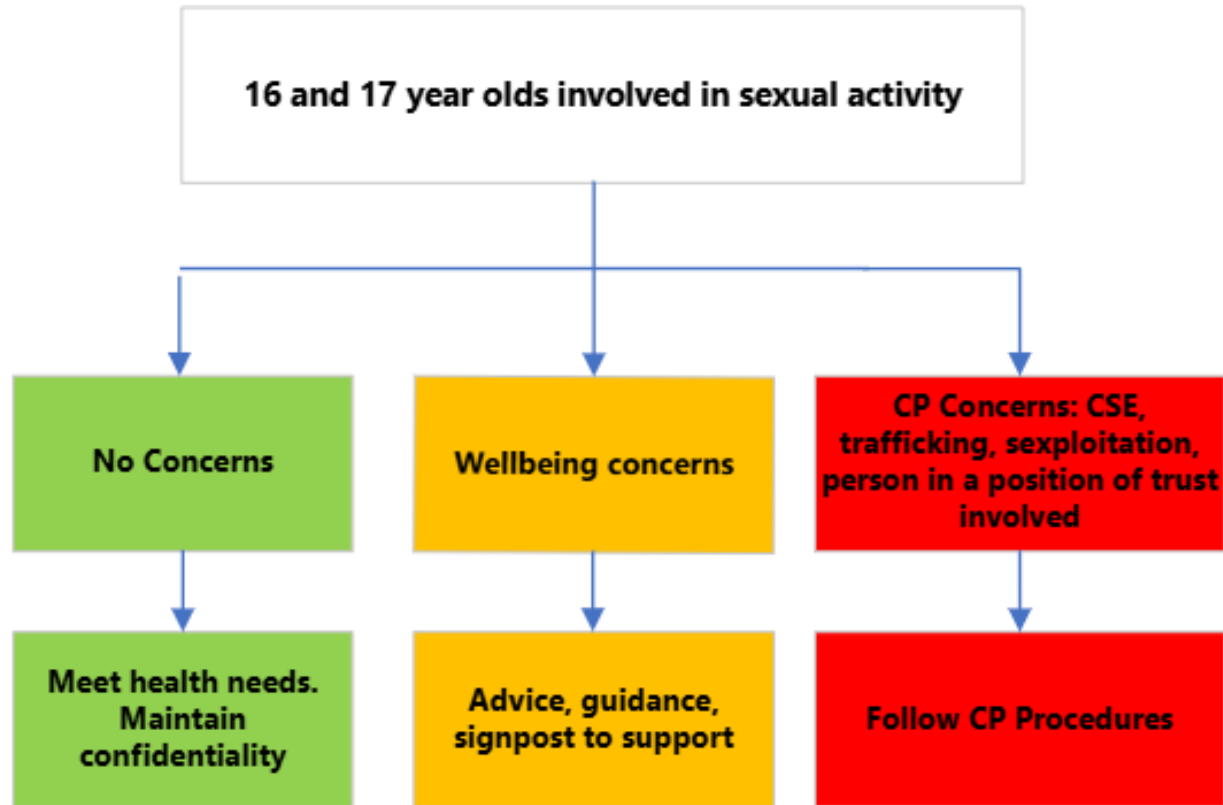 16 and 17 year olds involved in sexual activity
No Concerns
Wellbeing concerns
CP Concerns: CSE,
trafficking, sexploitation,
person in a position of trust
involved
Meet health needs.
Maintain
confidentiality
Advice, guidance,
signpost to support
Follow CP Procedures